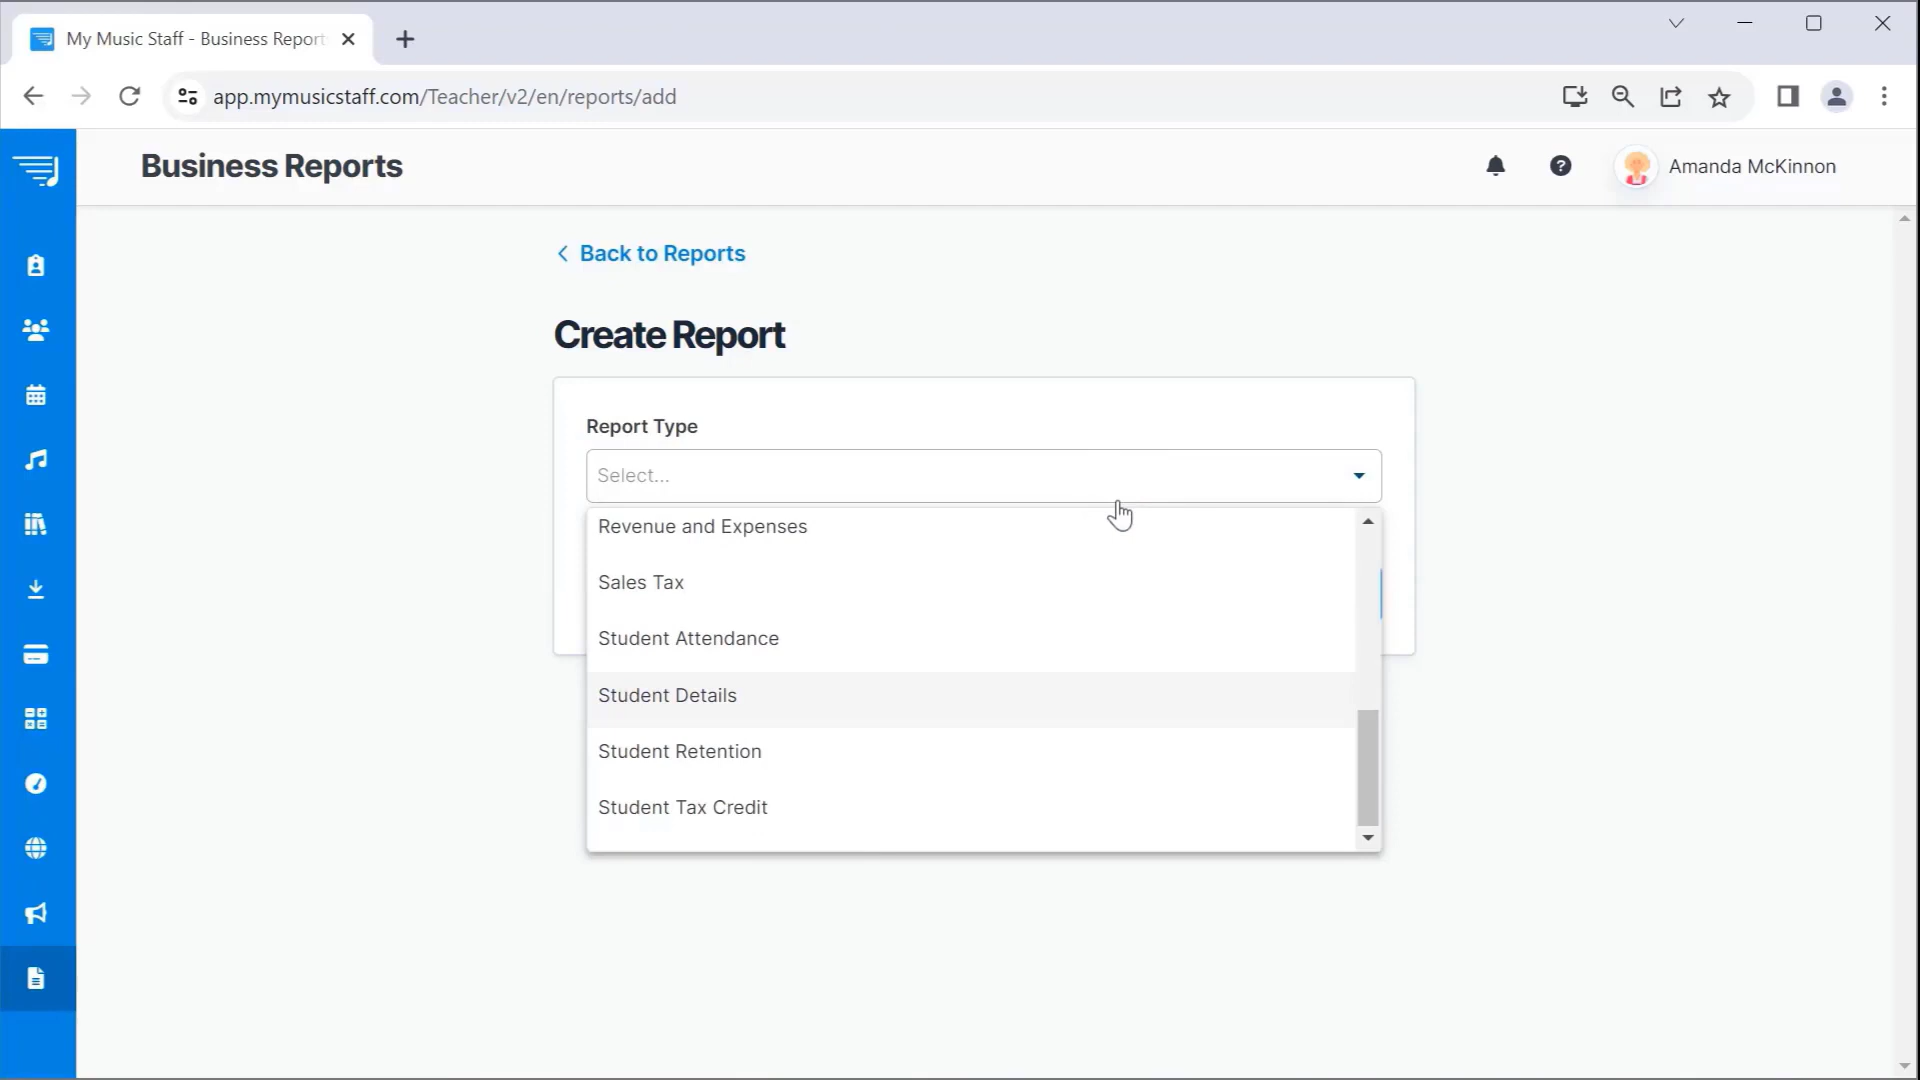 My Music Staff - Business Report
app.mymusicstaff.com/Teacher/v2/en/reports/add
Business Reports
Amanda McKinnon
Back to Reports
Create Report
Report Type
Select...
Revenue and Expenses
Sales Tax
Student Attendance
Student Details
Student Retention
Student Tax Credit